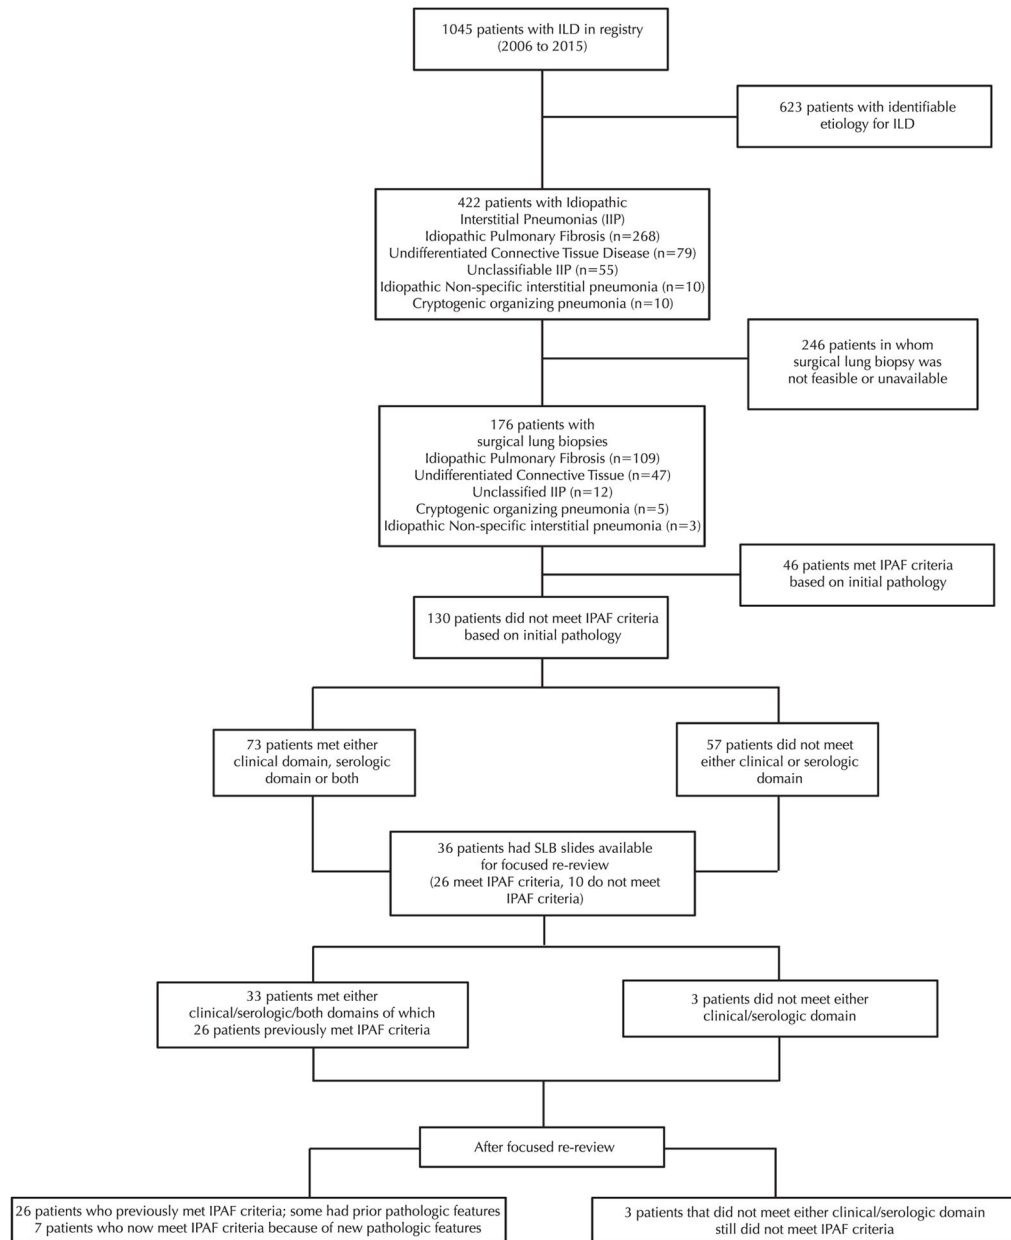 1045 patients with ILD in registry
(2006 to 2015)
623 patients with identifiable
etiology for ILD
422 patients with Idiopathic
Interstitial Pneumonias (IIP)
Idiopathic Pulmonary Fibrosis (n=268)
Undifferentiated Connective Tissue Disease (n=79)
Unclassifiable IIP (n=55)
Idiopathic Non-specific interstitial pneumonia (n=10)
Cryptogenic organizing pneumonia (n=10)
246 patients in whom
surgical lung biopsy was
not feasible or unavailable
176 patients with
surgical lung biopsies
Idiopathic Pulmonary Fibrosis (n=109)
Undifferentiated Connective Tissue (n=47)
Unclassified IIP (n=12)
Cryptogenic organizing pneumonia (n=5)
Idiopathic Non-specific interstitial pneumonia (n=3)
46 patients met IPAF criteria
based on initial pathology
130 patients did not meet IPAF criteria
based on initial pathology
73 patients met either
clinical domain, serologic
domain or both
57 patients did not meet
either clinical or serologic
domain
36 patients had SLB slides available
for focused re-review
(26 meet IPAF criteria, 10 do not meet
IPAF criteria)
33 patients met either
clinical/serologic/both domains of which
26 patients previously met IPAF criteria
3 patients did not meet either
clinical/serologic domain
After focused re-review
26 patients who previously met IPAF criteria; some had prior pathologic features
7 patients who now meet IPAF criteria because of new pathologic features
3 patients that did not meet either clinical/serologic domain
still did not meet IPAF criteria